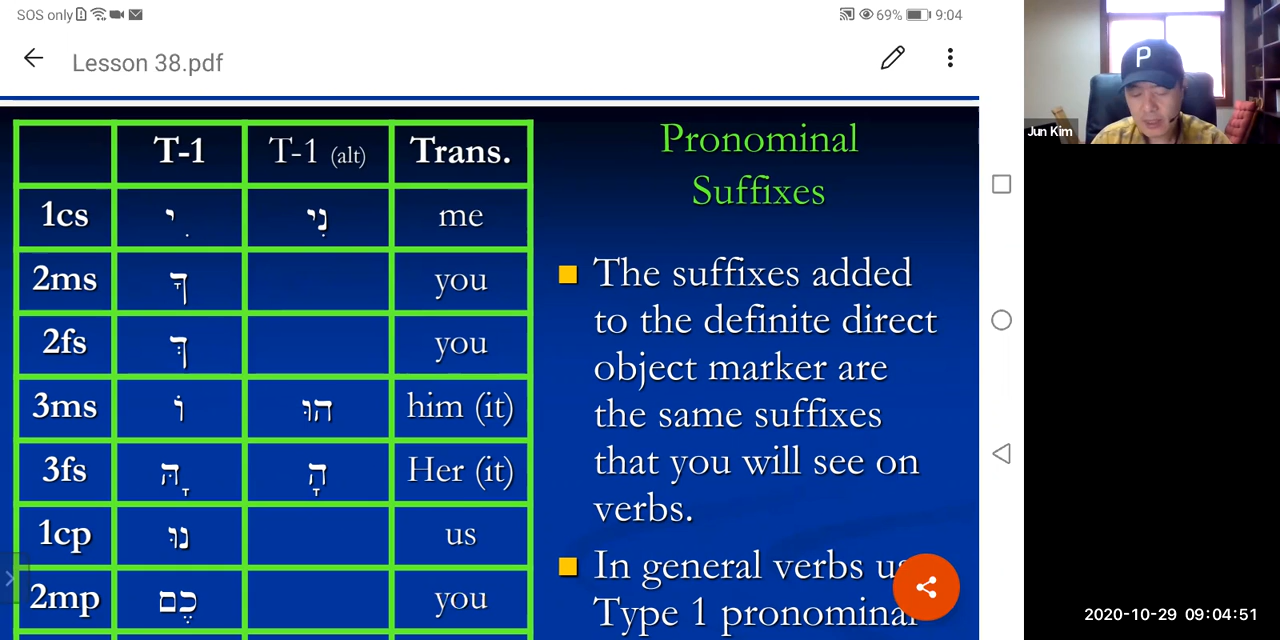 SOS only 69% 9:04
Lesson 38.pdf
T-1 T-1 (alt) Trans.
1cs ִי נִי me
2ms ךָ you
2fs ךְ you
3ms וֹ הוּ him (it)
3fs ָהּ הָ Her (it)
1cp נוּ us
2mp כֶם you
Pronominal
Suffixes
The suffixes added
to the definite direct
object marker are
the same suffixes
that you will see on
verbs.
In general verbs us
Type 1 pronominal
P
Jun Kim
2020-10-29 09:04:51